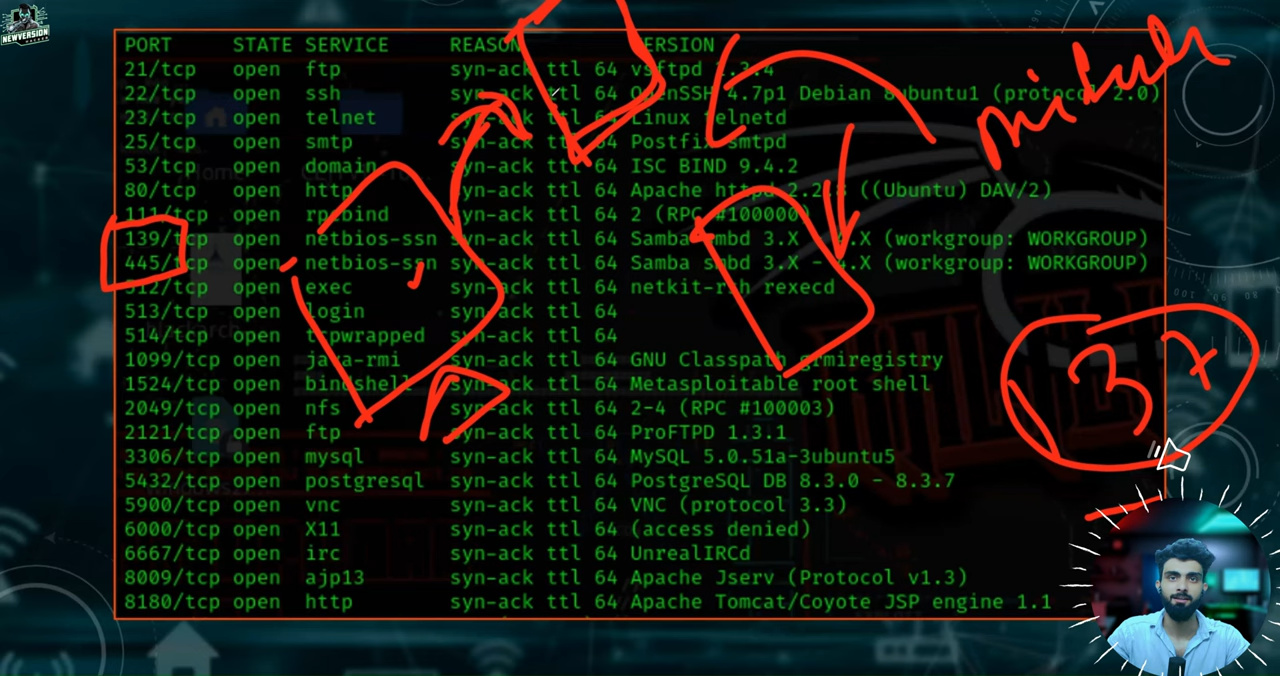 NEWVERSION
HACKER
PORT STATE SERVICE REASON VERSION
21/tcp open ftp syn-ack ttl 64 vsftpd 2.3.4
22/tcp open ssh syn-ack ttl 64 OpenSSH 4.7p1 Debian 8ubuntu1 (protocol 2.0)
23/tcp open telnet syn-ack ttl 64 Linux telnetd
25/tcp open smtp syn-ack ttl 64 Postfix smtpd
53/tcp open domain syn-ack ttl 64 ISC BIND 9.4.2
80/tcp open http syn-ack ttl 64 Apache httpd 2.2.8 ((Ubuntu) DAV/2)
111/tcp open rpcbind syn-ack ttl 64 2 (RPC #100000)
139/tcp open netbios-ssn syn-ack ttl 64 Samba smbd 3.X - 4.X (workgroup: WORKGROUP)
445/tcp open netbios-ssn syn-ack ttl 64 Samba smbd 3.X - 4.X (workgroup: WORKGROUP)
512/tcp open exec syn-ack ttl 64 netkit-rsh rexecd
513/tcp open login syn-ack ttl 64
514/tcp open tcpwrapped syn-ack ttl 64
1099/tcp open java-rmi syn-ack ttl 64 GNU Classpath grmiregistry
1524/tcp open bindshell syn-ack ttl 64 Metasploitable root shell
2049/tcp open nfs syn-ack ttl 64 2-4 (RPC #100003)
2121/tcp open ftp syn-ack ttl 64 ProFTPD 1.3.1
3306/tcp open mysql syn-ack ttl 64 MySQL 5.0.51a-3ubuntu5
5432/tcp open postgresql syn-ack ttl 64 PostgreSQL DB 8.3.0 - 8.3.7
5900/tcp open vnc syn-ack ttl 64 VNC (protocol 3.3)
6000/tcp open X11 syn-ack ttl 64 (access denied)
6667/tcp open irc syn-ack ttl 64 UnrealIRCd
8009/tcp open ajp13 syn-ack ttl 64 Apache Jserv (Protocol v1.3)
8180/tcp open http syn-ack ttl 64 Apache Tomcat/Coyote JSP engine 1.1